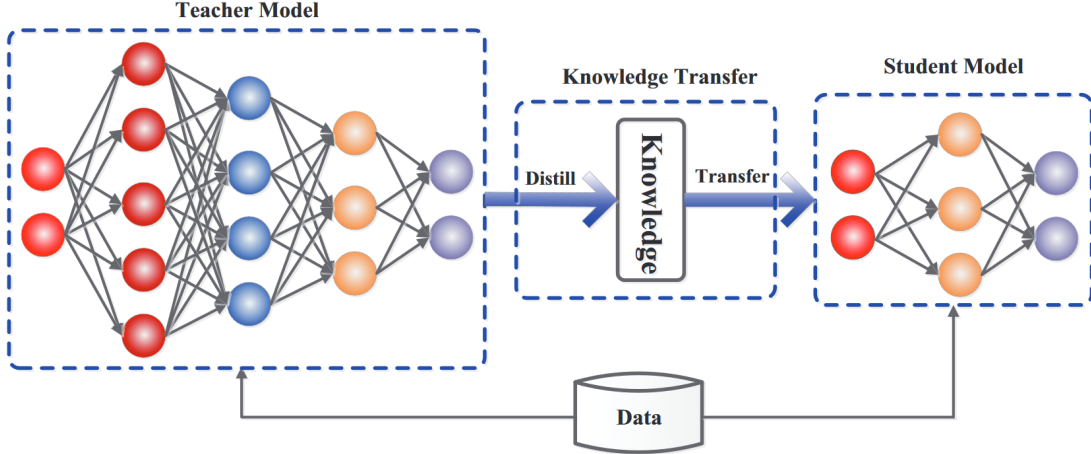 Teacher Model
Knowledge Transfer
Student Model
Distill
Knowledge
Transfer
Data